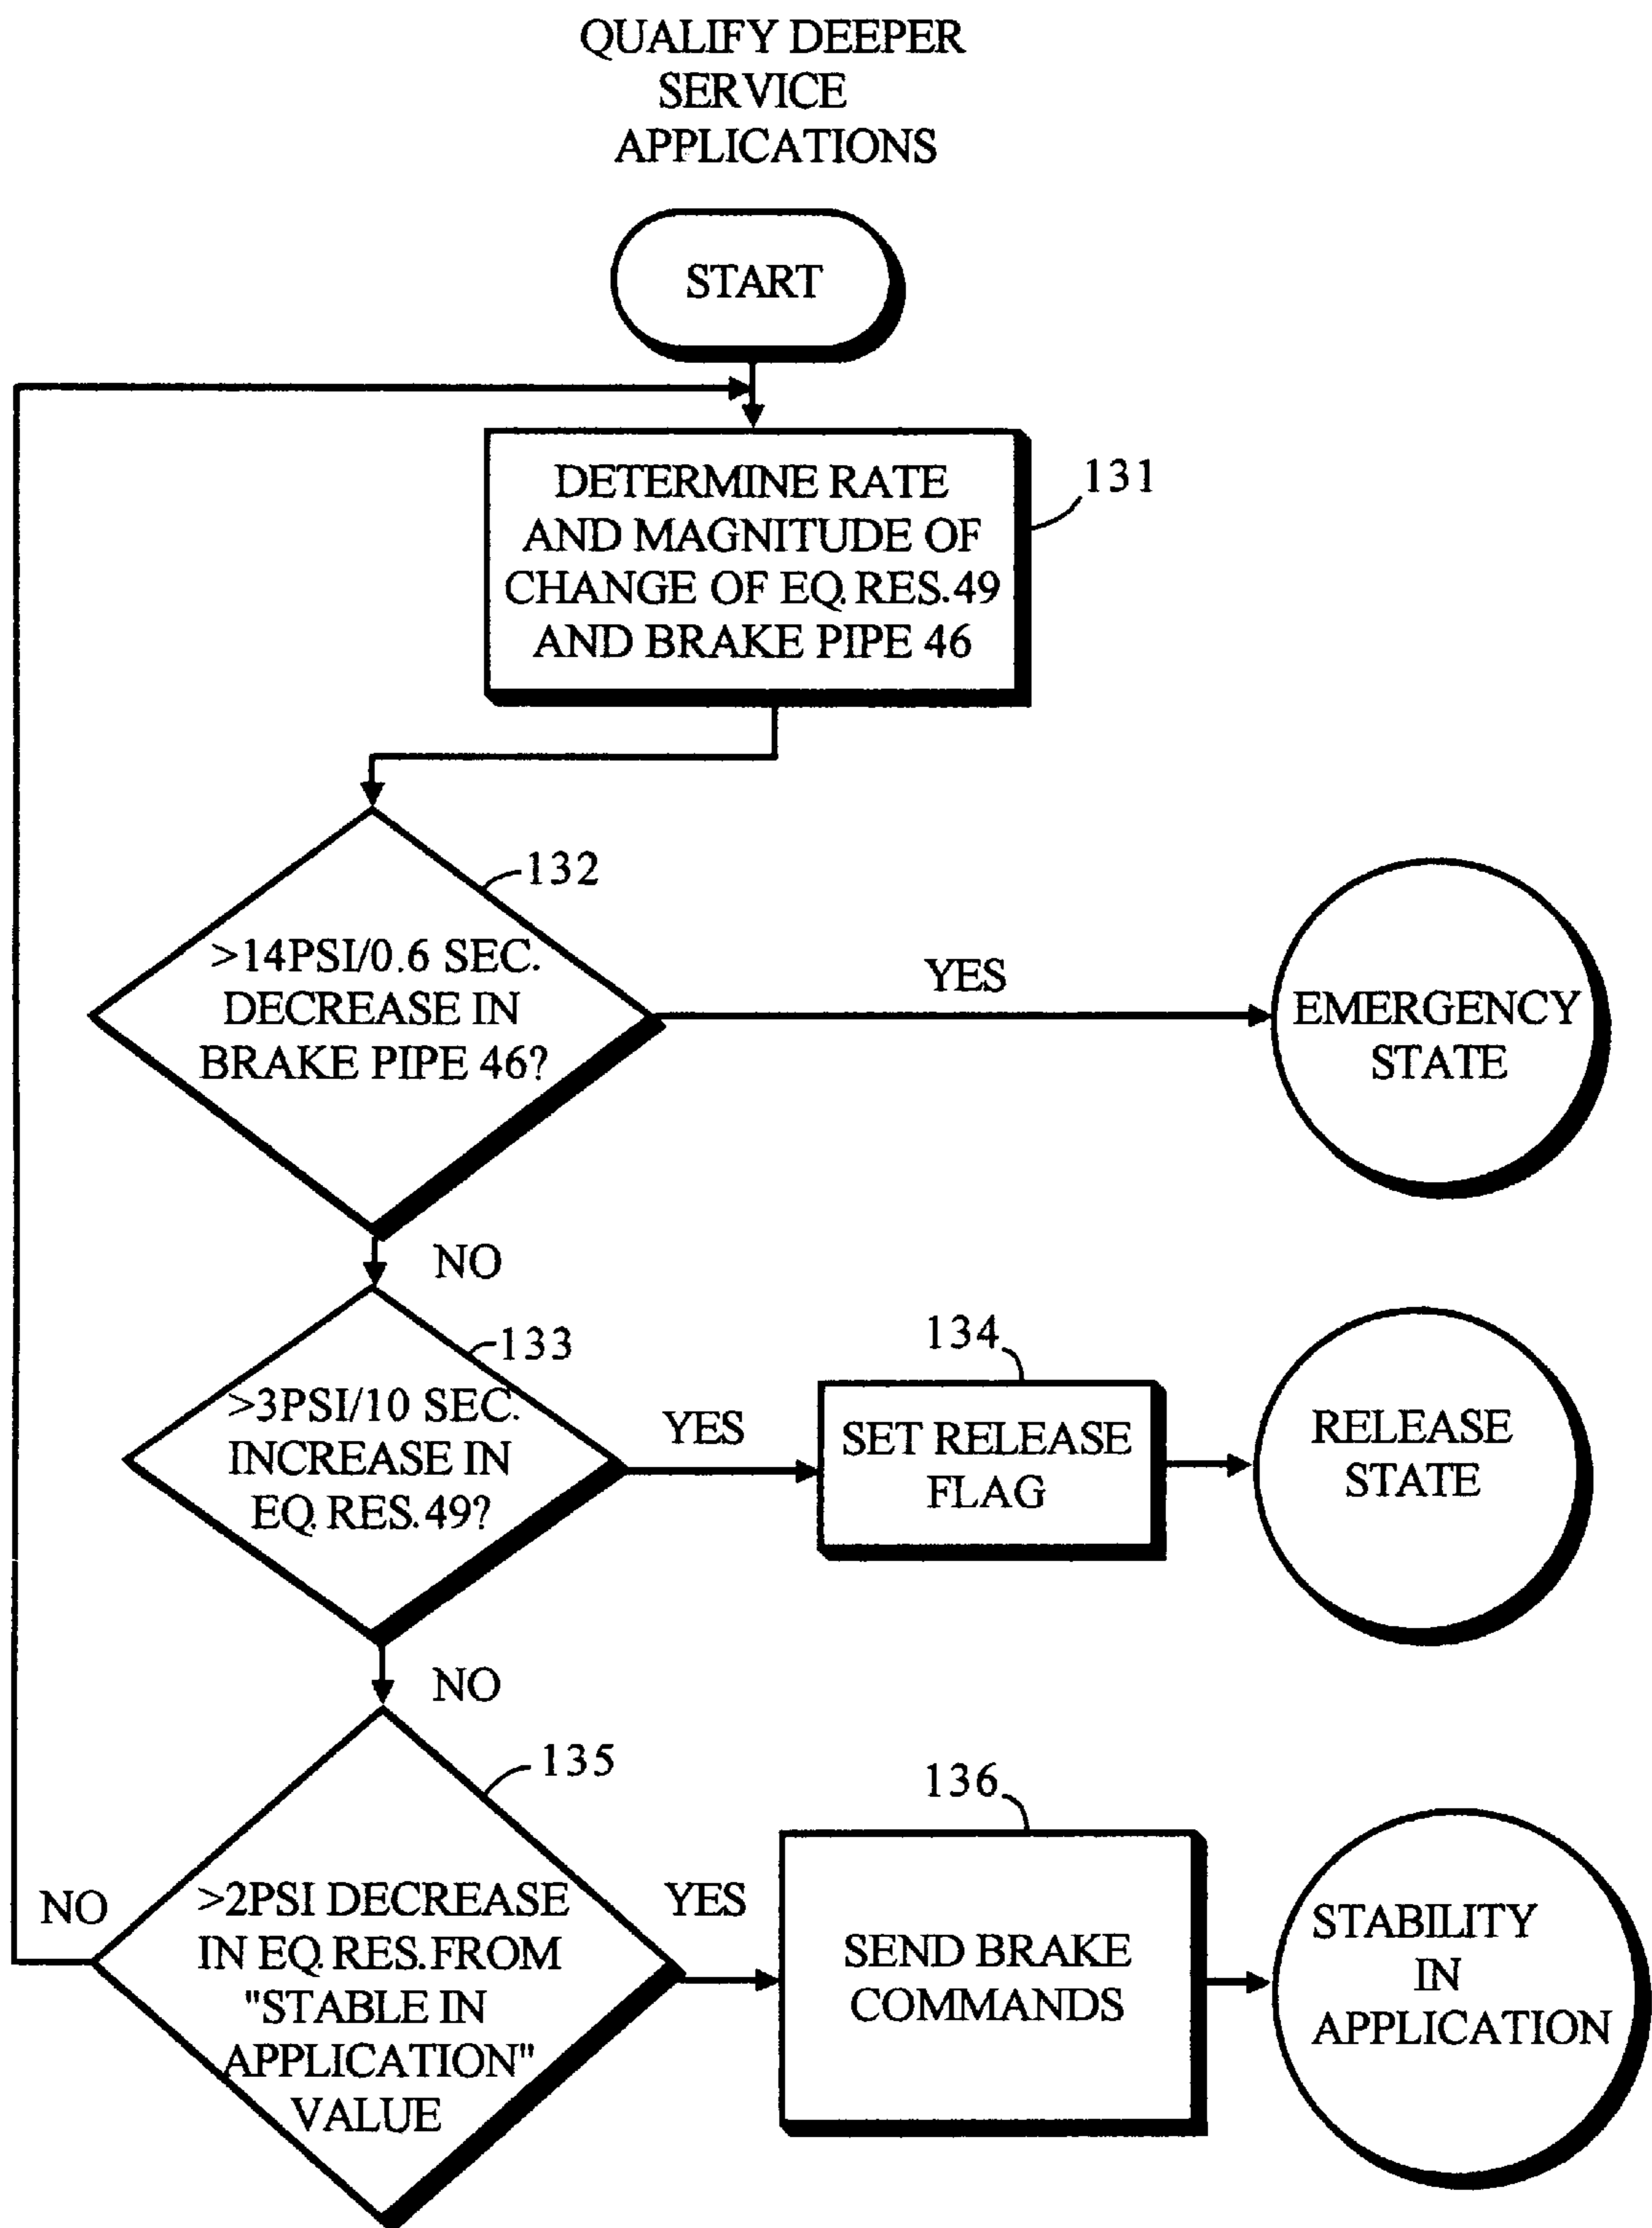 QUALIFY DEEPER
SERVICE
APPLICATIONS
START
DETERMINE RATE
AND MAGNITUDE OF
CHANGE OF EQ. RES. 49
AND BRAKE PIPE 46
131
132
>14PSI/0.6 SEC.
DECREASE IN
BRAKE PIPE 46?
YES
EMERGENCY
STATE
NO
133
>3PSI/10 SEC.
INCREASE IN
EQ. RES. 49?
YES
134
SET RELEASE
FLAG
RELEASE
STATE
NO
135
>2PSI DECREASE
IN EQ. RES. FROM
"STABLE IN
APPLICATION"
VALUE
NO
YES
136
SEND BRAKE
COMMANDS
STABILITY
IN
APPLICATION